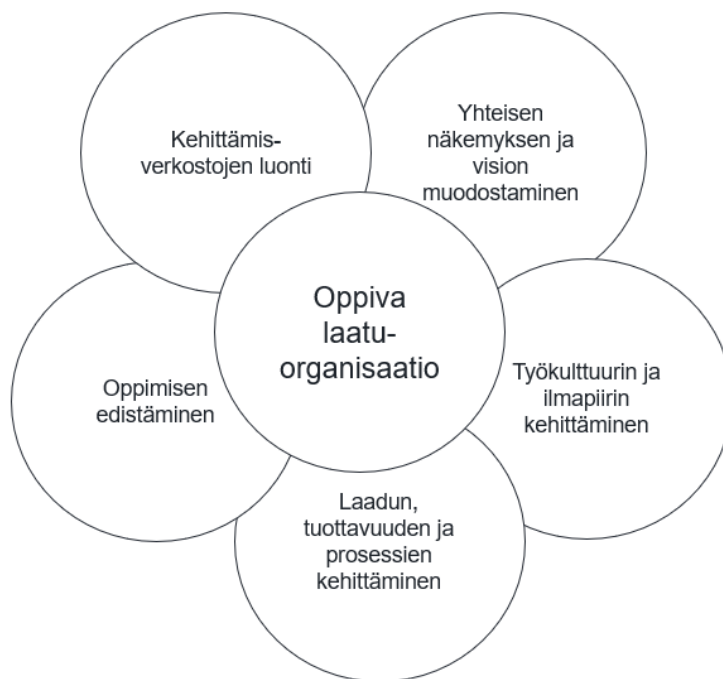 Kehittämis-
verkostojen luonti
Yhteisen
näkemyksen ja
vision
muodostaminen
Oppiva
laatu-
organisaatio
Oppimisen
edistäminen
Työkulttuurin ja
ilmapiirin
kehittäminen
Laadun,
tuottavuuden ja
prosessien
kehittäminen